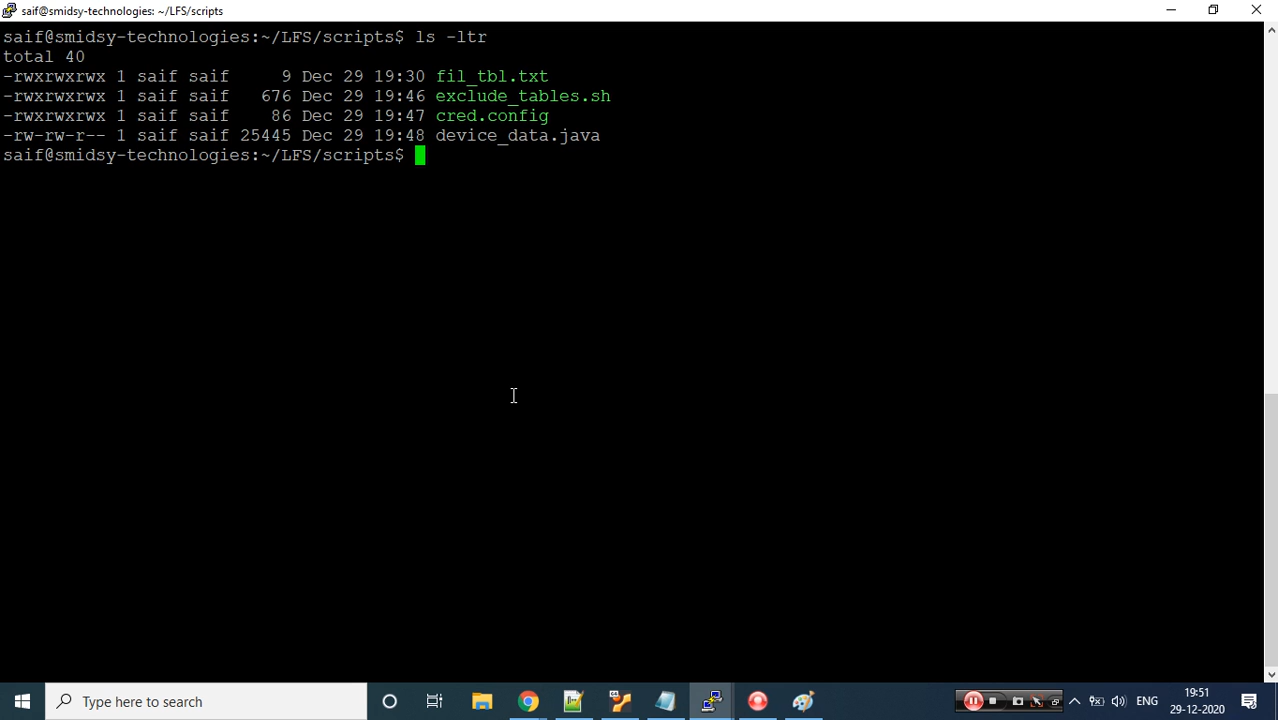 saif@smidsy-technologies: ~/LFS/scripts
saif@smidsy-technologies:~/LFS/scripts$ ls -ltr
total 40
-rwxrwxrwx 1 saif saif     9 Dec 29 19:30 fil_tbl.txt
-rwxrwxrwx 1 saif saif   676 Dec 29 19:46 exclude_tables.sh
-rwxrwxrwx 1 saif saif    86 Dec 29 19:47 cred.config
-rw-rw-r-- 1 saif saif 25445 Dec 29 19:48 device_data.java
saif@smidsy-technologies:~/LFS/scripts$
Type here to search
ENG
19:51
29-12-2020